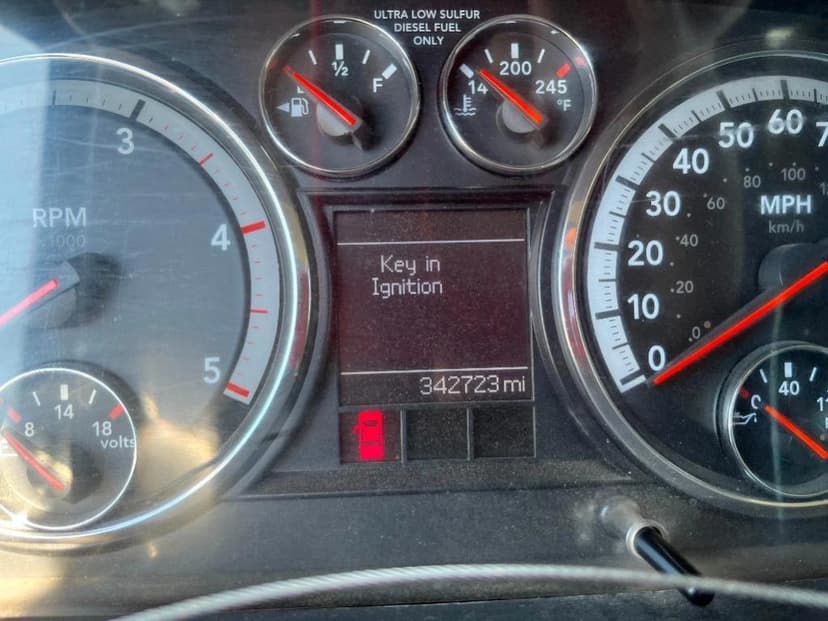 ULTRA LOW SULFUR
DIESEL FUEL
ONLY
½
F
200
14
245
°F
3
4
5
RPM
x1000
8
14
18
volts
Key in
Ignition
342723 mi
0
10
20
30
40
50
60
.0
.20
40
60
80
100
MPH
km/h
C
40